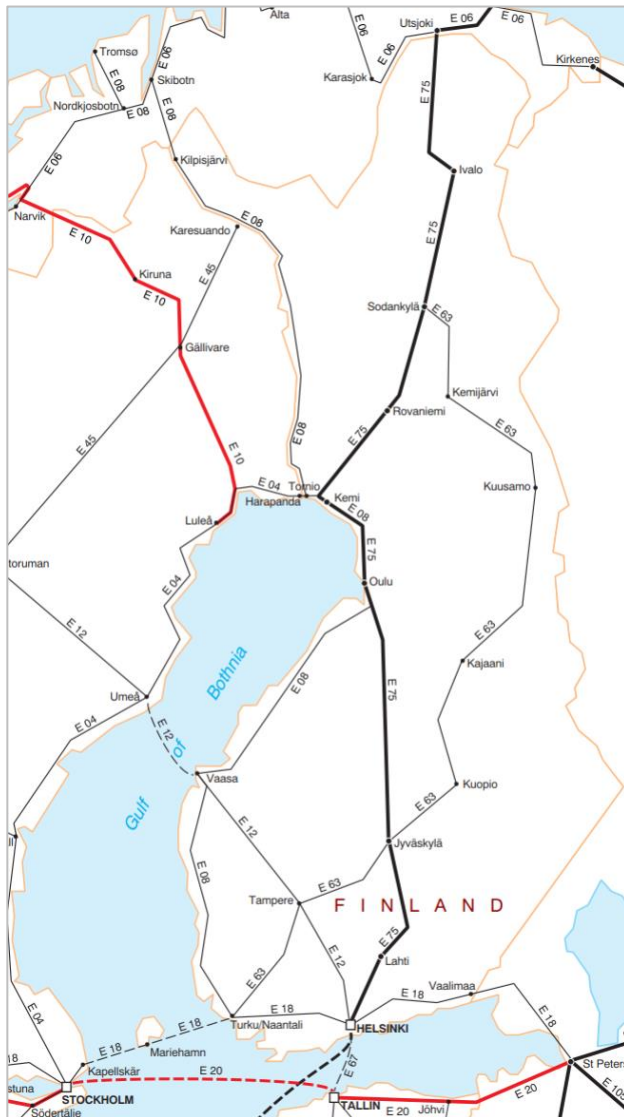 Alta
E 06
Utsjoki
E 06
E 06
Tromsø
E 06
Kirkenes
E 08
Skibotn
Karasjok
E 75
Nordkjosbotn
E 08
E 08
Kilpisjärvi
Ivalo
E 06
Narvik
E 10
Karesuando
E 08
E 75
E 45
Kiruna
E 10
Sodankylä
E 63
Gällivare
Kemijärvi
Rovaniemi
E 75
E 08
E 63
E 45
E 10
E 04
Tornio
Harapanda
Kemi
Kuusamo
Luleå
E 08
E 75
toruman
Oulu
E 04
E 12
E 63
Bothnia
Kajaani
E 08
E 75
Umeå
E 12
of
E 04
Vaasa
Gulf
Kuopio
E 12
E 63
ll
Jyväskylä
E 08
E 63
Tampere
FINLAND
E 75
E 12
Lahti
E 63
Vaalimaa
E 18
E 18
E 18
Turku/Naantali
HELSINKI
E 04
E 18
Mariehamn
E 18
18
Kapellskär
E 67
St Peters
E 20
E 20
stuna
STOCKHOLM
TALLIN
E 20
Jõhvi
E 105
Södertälje